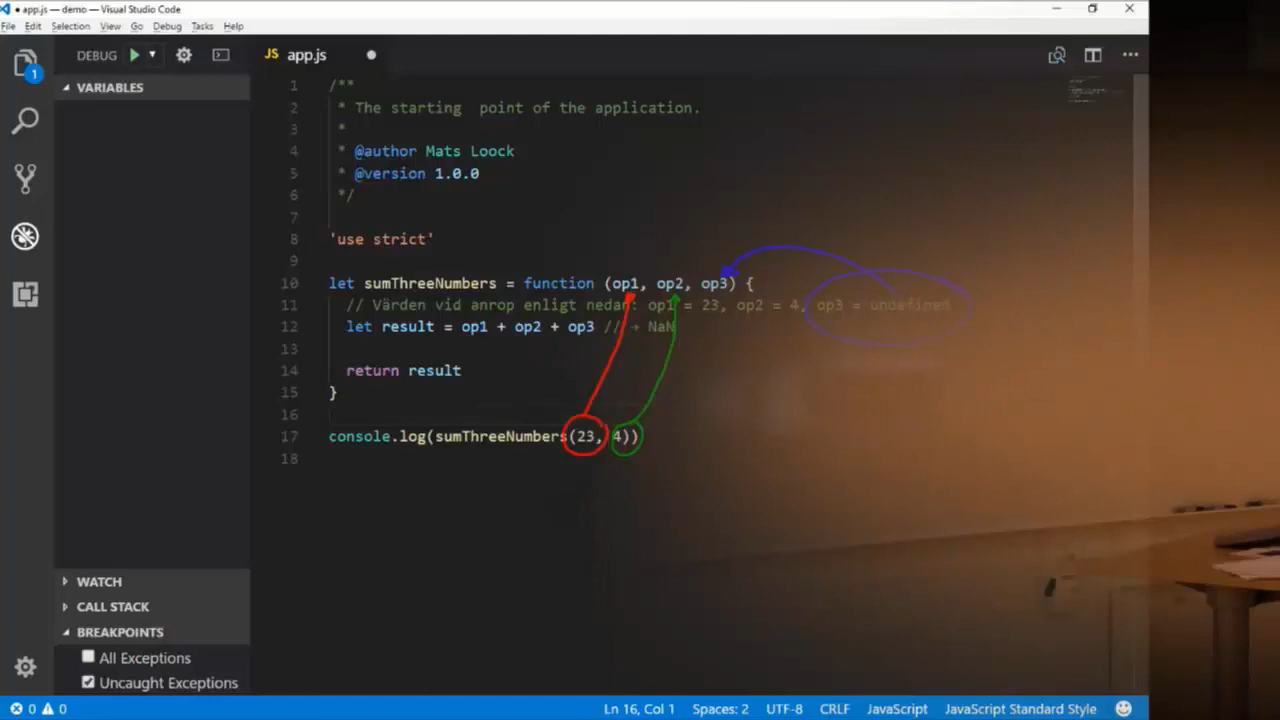 ● app.js — demo — Visual Studio Code
File Edit Selection View Go Debug Tasks Help
DEBUG
JS app.js
1
VARIABLES
1 /**
2 * The starting  point of the application.
3 *
4 * @author Mats Loock
5 * @version 1.0.0
6 */
7
8 'use strict'
9
10 let sumThreeNumbers = function (op1, op2, op3) {
11 // Värden vid anrop enligt nedan: op1 = 23, op2 = 4, op3 = undefined
12 let result = op1 + op2 + op3 // → NaN
13
14 return result
15 }
16
17 console.log(sumThreeNumbers(23, 4))
18
WATCH
CALL STACK
BREAKPOINTS
All Exceptions
Uncaught Exceptions
0 0 Ln 16, Col 1 Spaces: 2 UTF-8 CRLF JavaScript JavaScript Standard Style